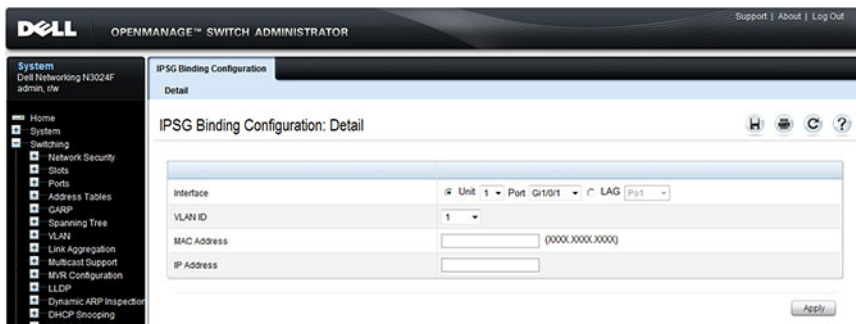 Support | About | Log Out
DELL OPENMANAGE™ SWITCH ADMINISTRATOR
System
Dell Networking N3024F
admin, r/w
Home
System
Switching
Network Security
Slots
Ports
Address Tables
GARP
Spanning Tree
VLAN
Link Aggregation
Multicast Support
MVR Configuration
LLDP
Dynamic ARP Inspection
DHCP Snooping
IPSG Binding Configuration
Detail
IPSG Binding Configuration: Detail
Interface Unit 1 Port Gi1/0/1 LAG Po1
VLAN ID 1
MAC Address (XXXX.XXXX.XXXX)
IP Address
Apply